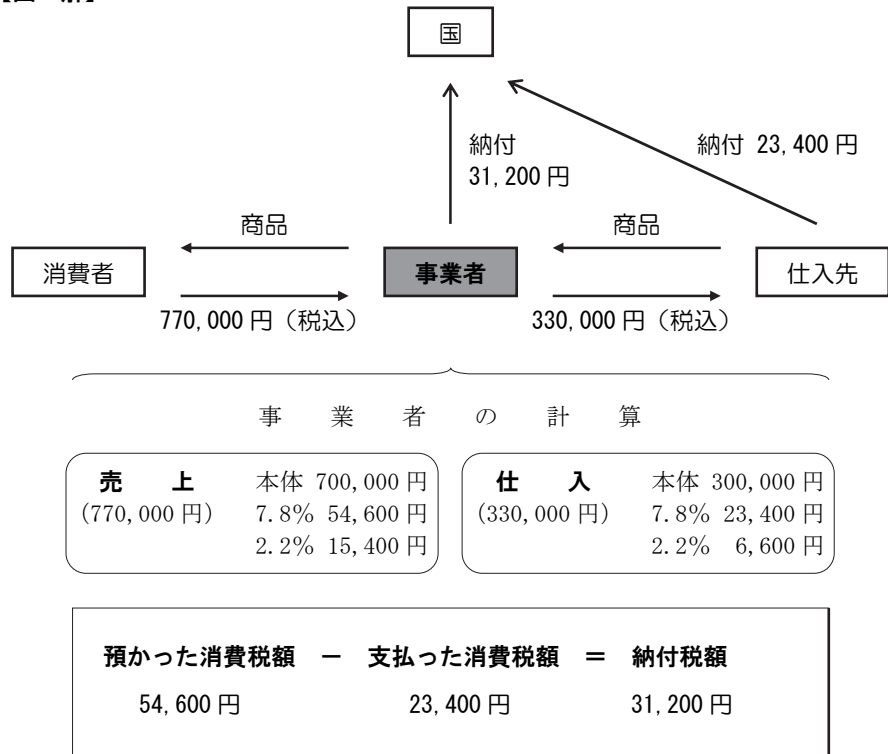 国
納付
31,200 円
納付 23,400 円
商品
商品
消費者
事業者
仕入先
770,000 円（税込）
330,000 円（税込）
事業者の計算
売上 本体 700,000 円
(770,000 円) 7.8% 54,600 円
2.2% 15,400 円
仕入 本体 300,000 円
(330,000 円) 7.8% 23,400 円
2.2% 6,600 円
預かった消費税額 － 支払った消費税額 ＝ 納付税額
54,600 円 23,400 円 31,200 円